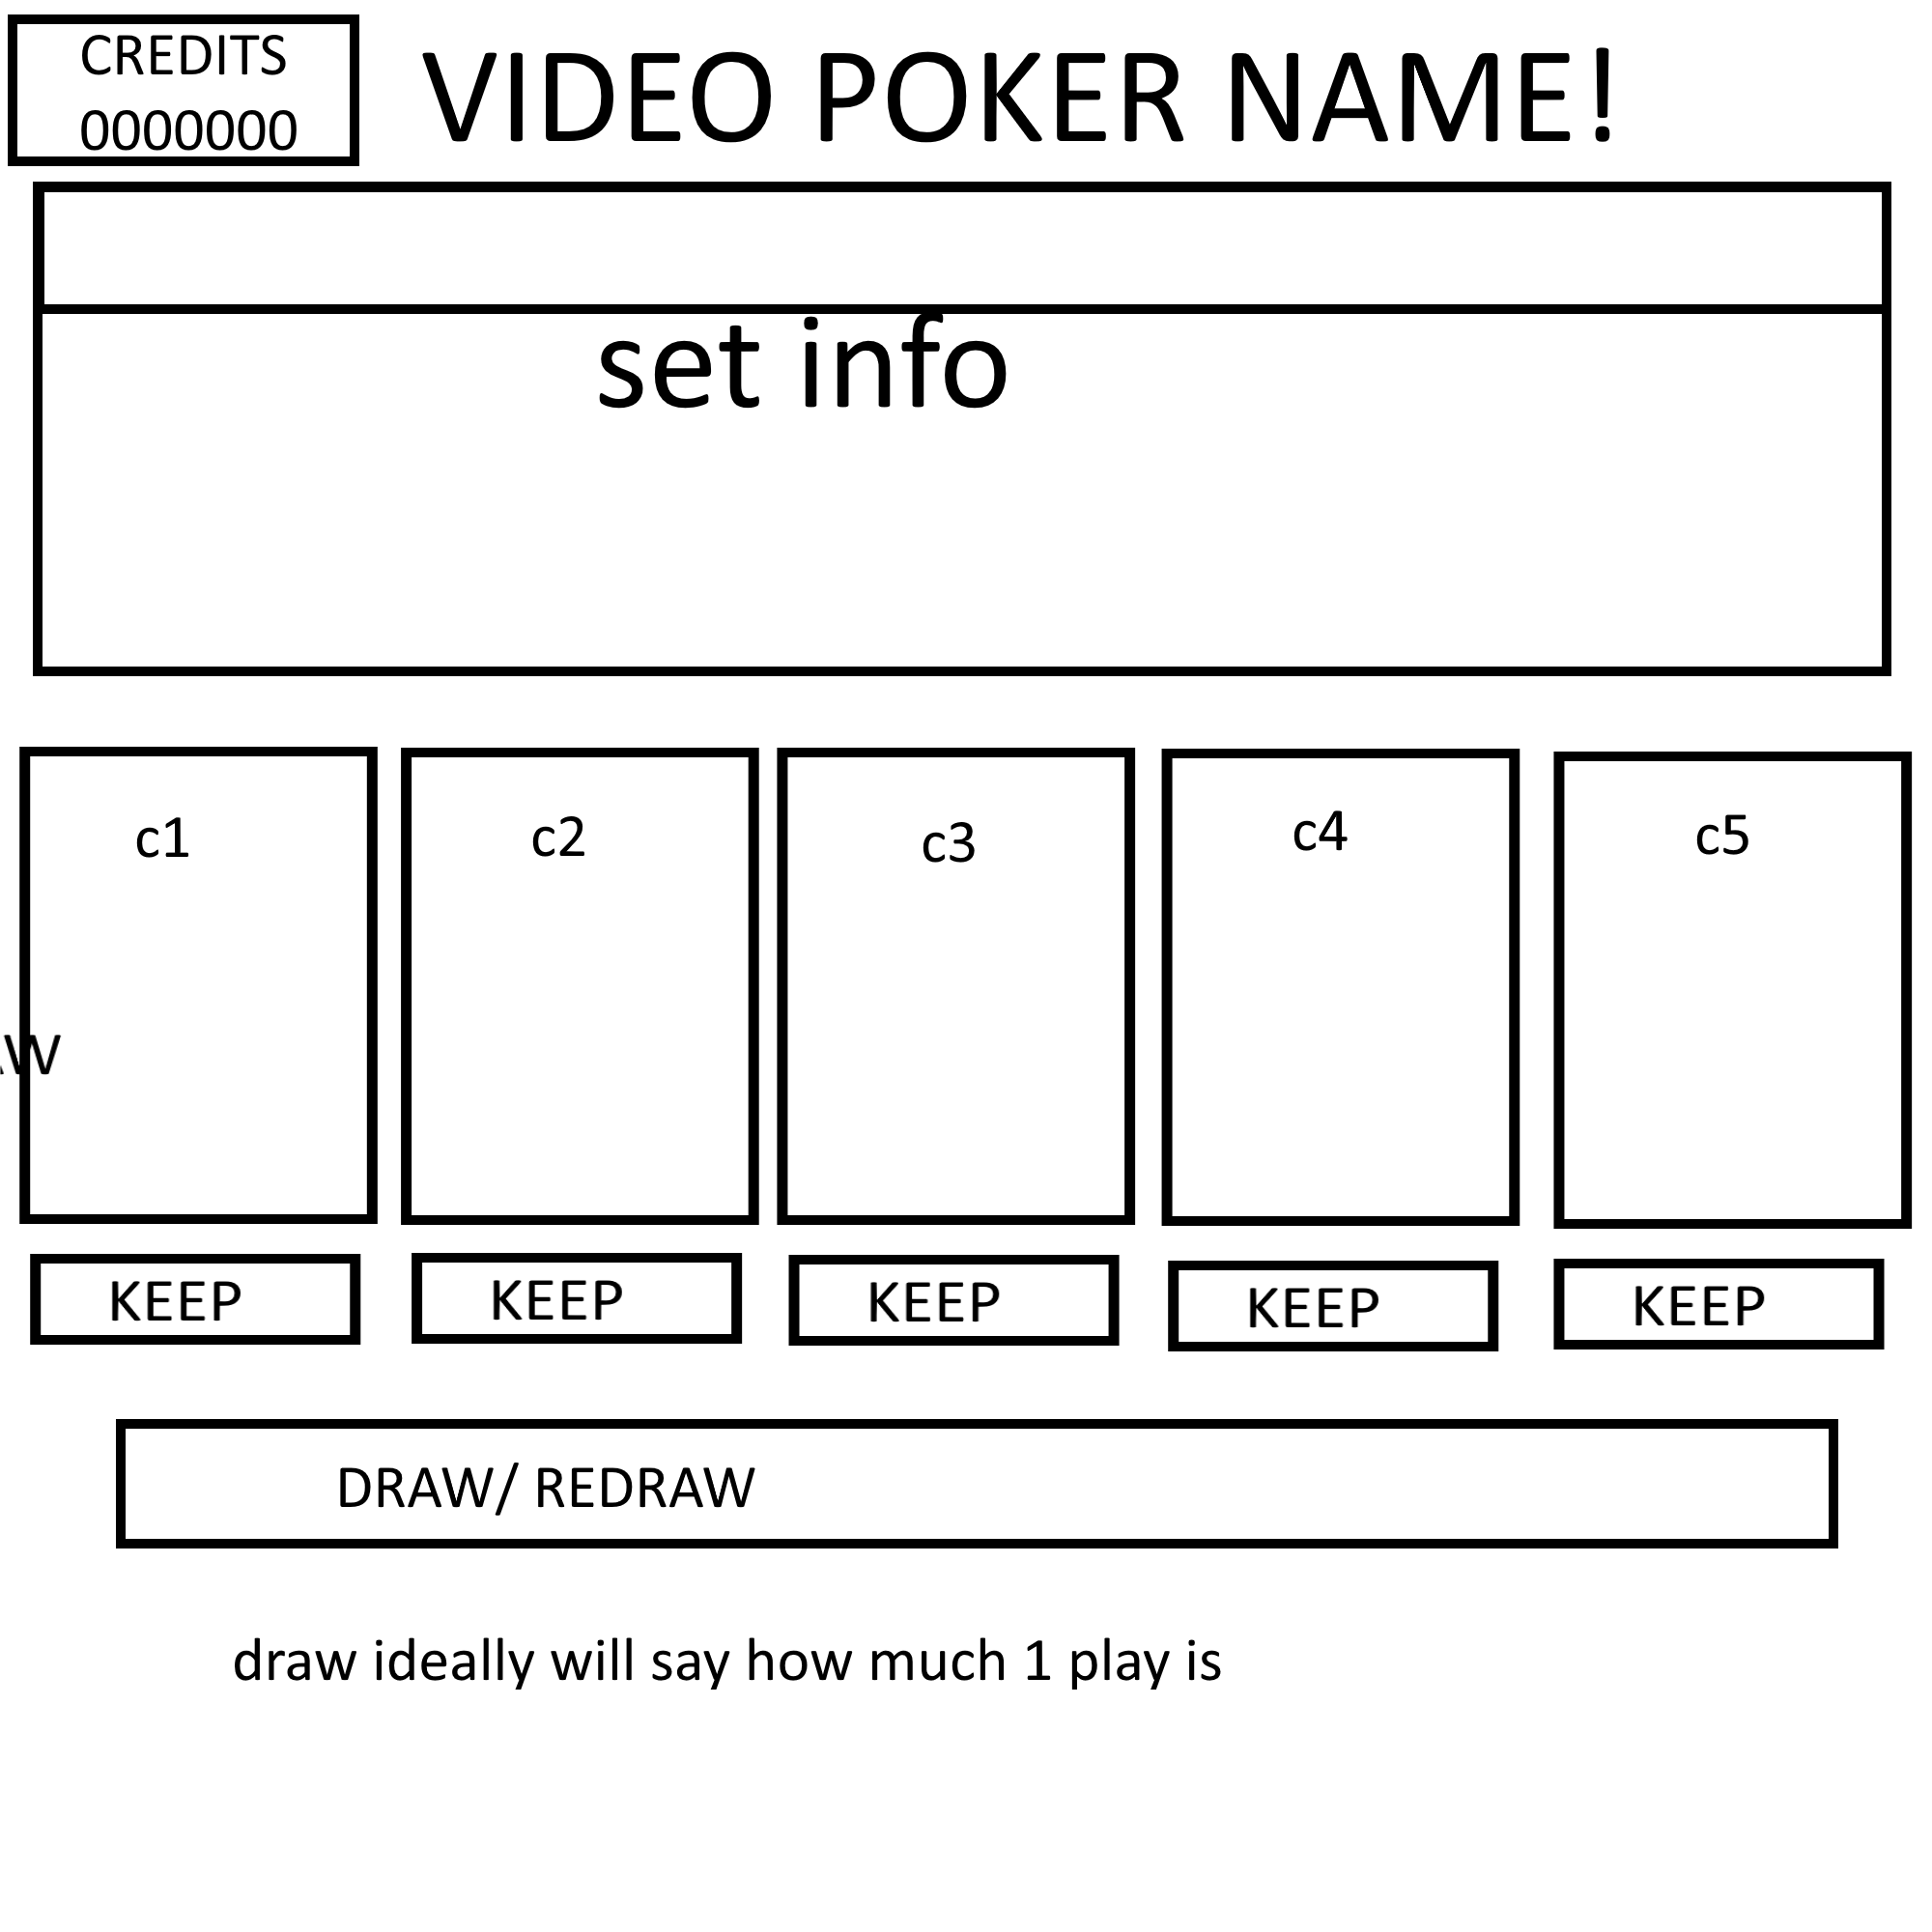 CREDITS
0000000
VIDEO POKER NAME!
set info
c1
c2
c3
c4
c5
AW
KEEP
KEEP
KEEP
KEEP
KEEP
DRAW/ REDRAW
draw ideally will say how much 1 play is